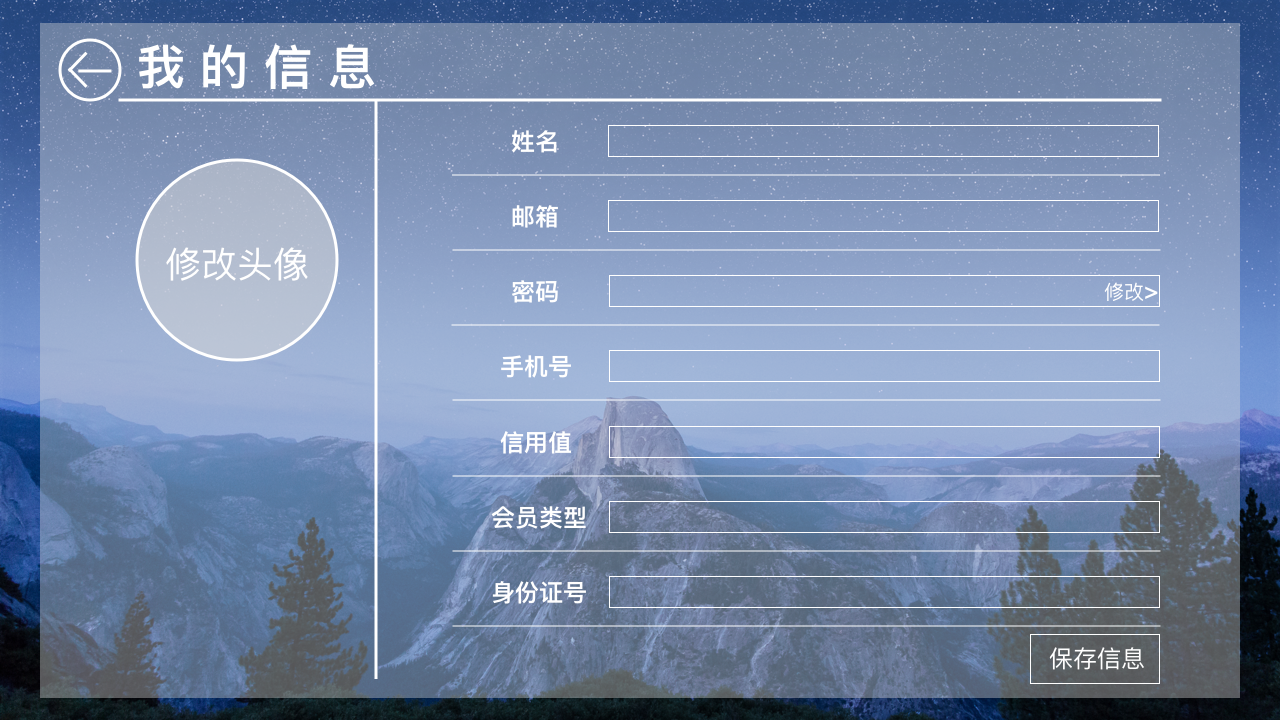 我的信息
修改头像
姓名
邮箱
密码
修改>
手机号
信用值
会员类型
身份证号
保存信息